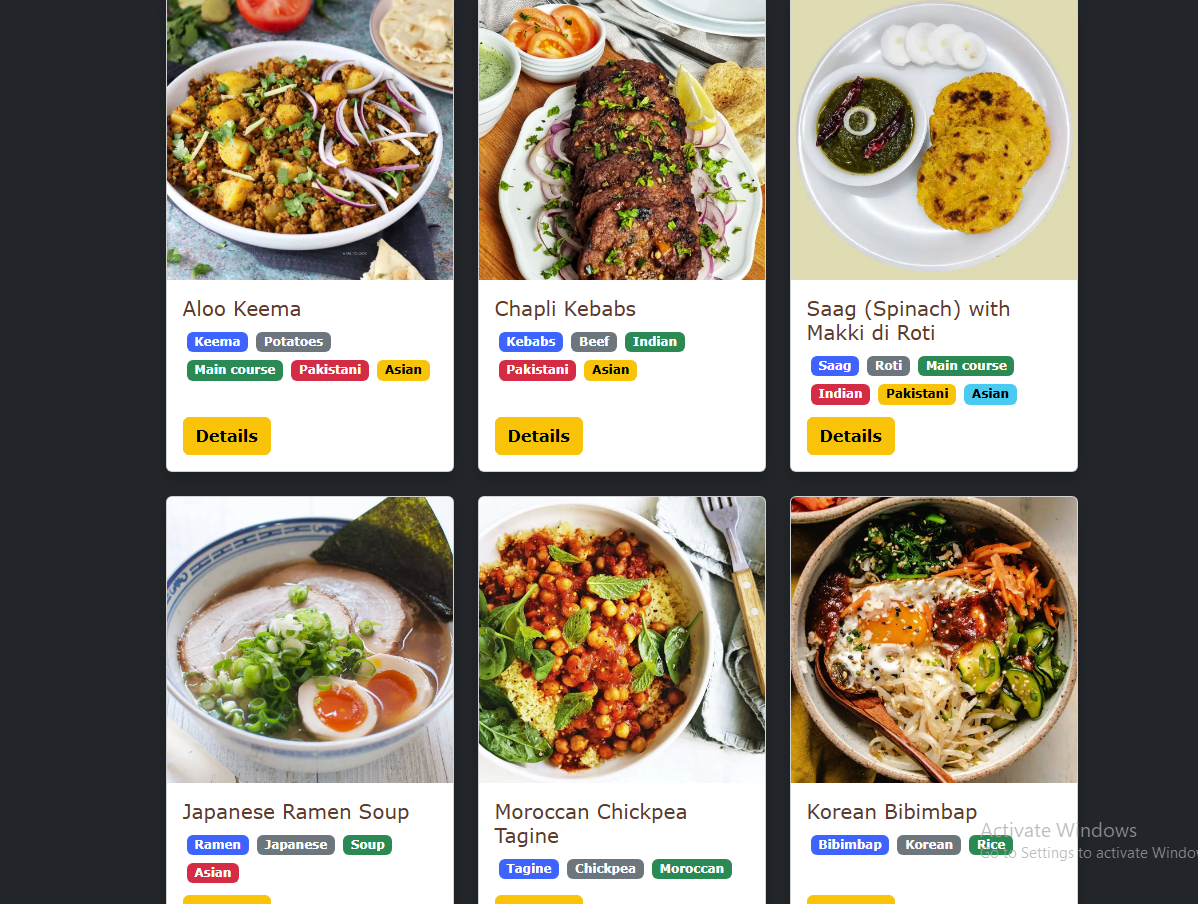 Aloo Keema
Keema Potatoes
Main course Pakistani Asian
Details
Chapli Kebabs
Kebabs Beef Indian
Pakistani Asian
Details
Saag (Spinach) with
Makki di Roti
Saag Roti Main course
Indian Pakistani Asian
Details
Japanese Ramen Soup
Ramen Japanese Soup
Asian
Moroccan Chickpea
Tagine
Tagine Chickpea Moroccan
Korean Bibimbap
Bibimbap Korean Rice
Activate Windows
Go to Settings to activate Windo